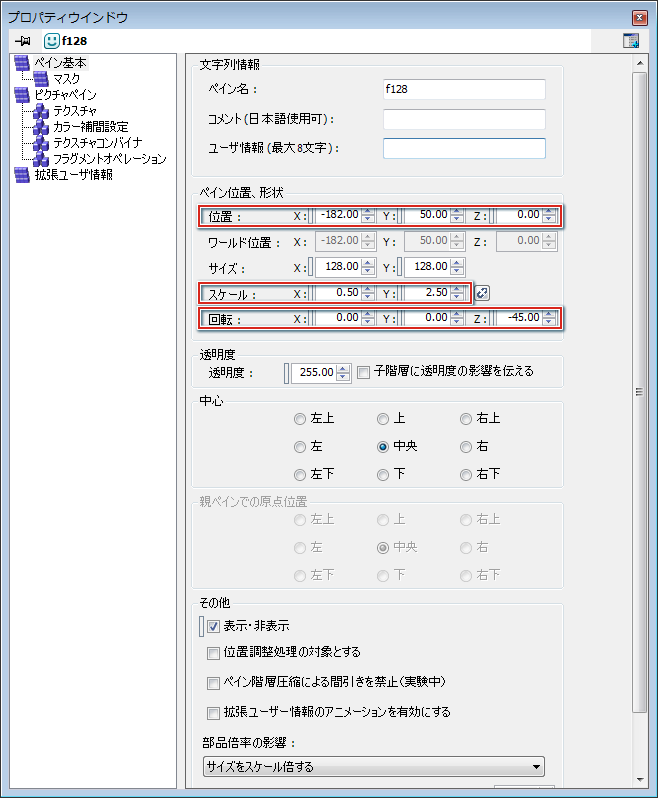 プロパティウインドウ
f128
ペイン基本
マスク
ピクチャペイン
テクスチャ
カラー補間設定
テクスチャコンバイナ
フラグメントオペレーション
拡張ユーザ情報
文字列情報
ペイン名： f128
コメント(日本語使用可)：
ユーザ情報(最大8文字)：
ペイン位置、形状
位置： X： -182.00 Y： 50.00 Z： 0.00
ワールド位置： X： -182.00 Y： 50.00 Z： 0.00
サイズ： X： 128.00 Y： 128.00
スケール： X： 0.50 Y： 2.50
回転： X： 0.00 Y： 0.00 Z： -45.00
透明度
透明度： 255.00 子階層に透明度の影響を伝える
中心
左上 上 右上
左 中央 右
左下 下 右下
親ペインでの原点位置
左上 上 右上
左 中央 右
左下 下 右下
その他
表示・非表示
位置調整処理の対象とする
ペイン階層圧縮による間引きを禁止(実験中)
拡張ユーザー情報のアニメーションを有効にする
部品倍率の影響：
サイズをスケール倍する